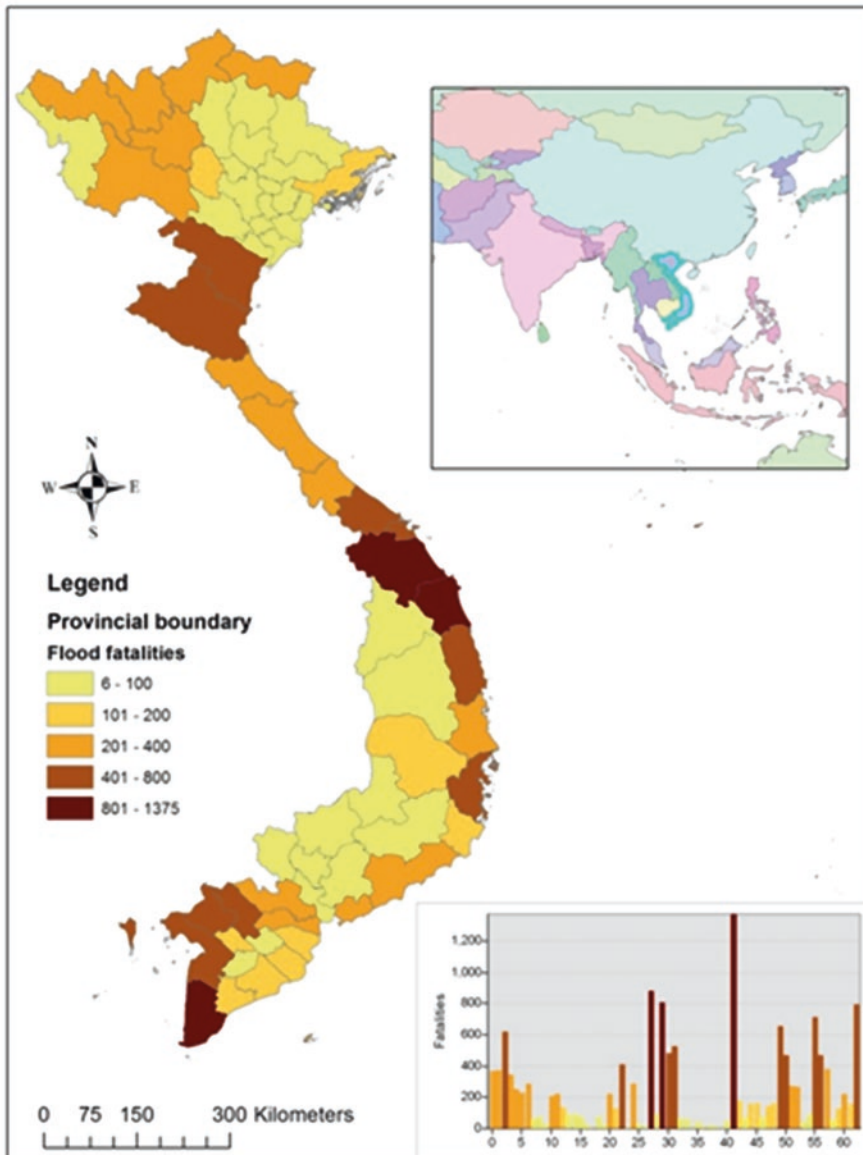 N
W E
S
Legend
Provincial boundary
Flood fatalities
6 - 100
101 - 200
201 - 400
401 - 800
801 - 1375
0 75 150 300 Kilometers
Fatalities
1.200
1.000
800
600
400
200
0
0 5 10 15 20 25 30 35 40 45 50 55 60